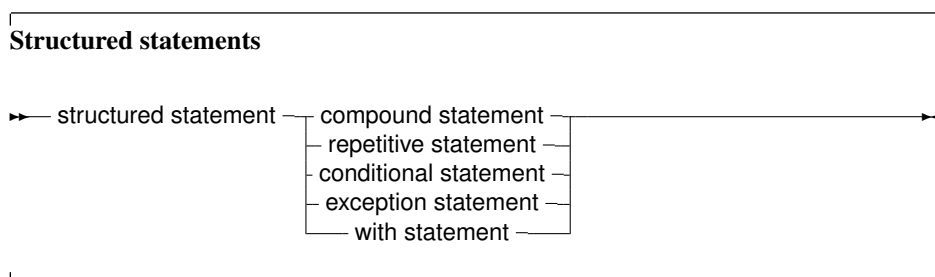 Structured statements
structured statement compound statement
repetitive statement
conditional statement
exception statement
with statement